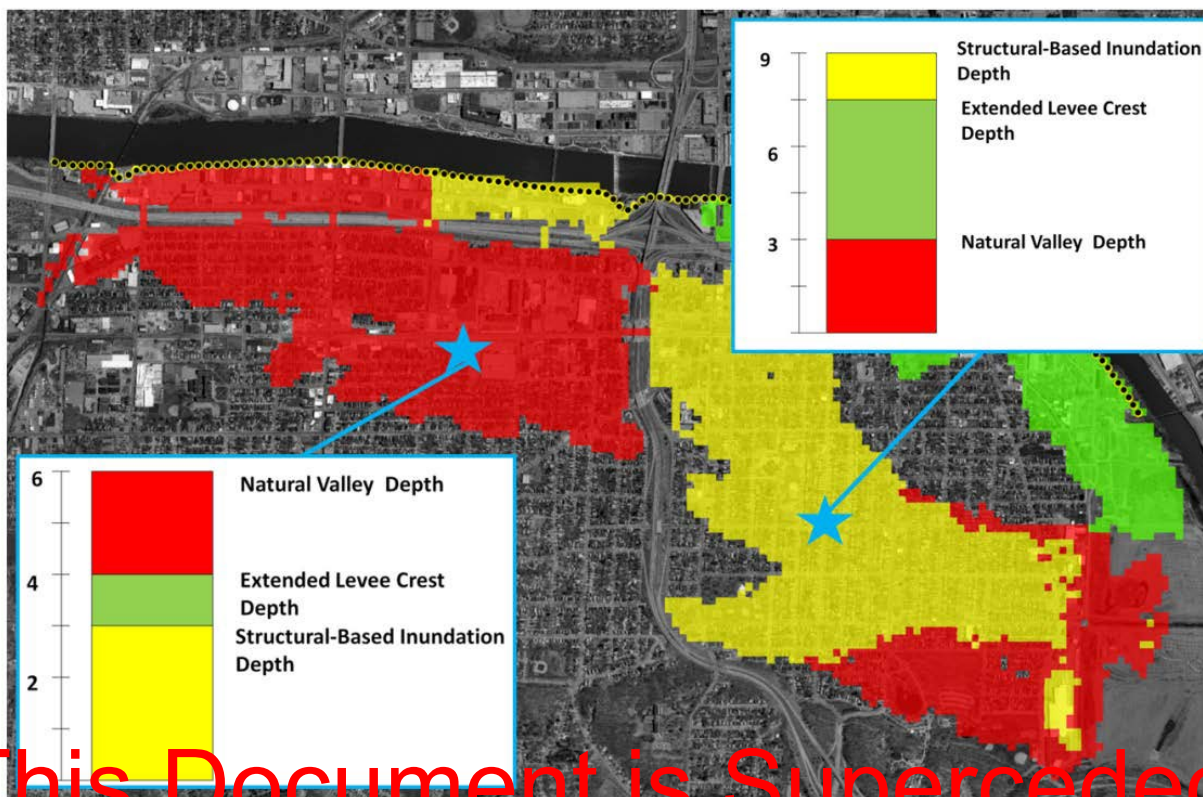 9
Structural-Based Inundation
Depth
Extended Levee Crest
Depth
6
3
Natural Valley Depth
6
Natural Valley Depth
4
Extended Levee Crest
Depth
Structural-Based Inundation
Depth
2
This Document is Superceded